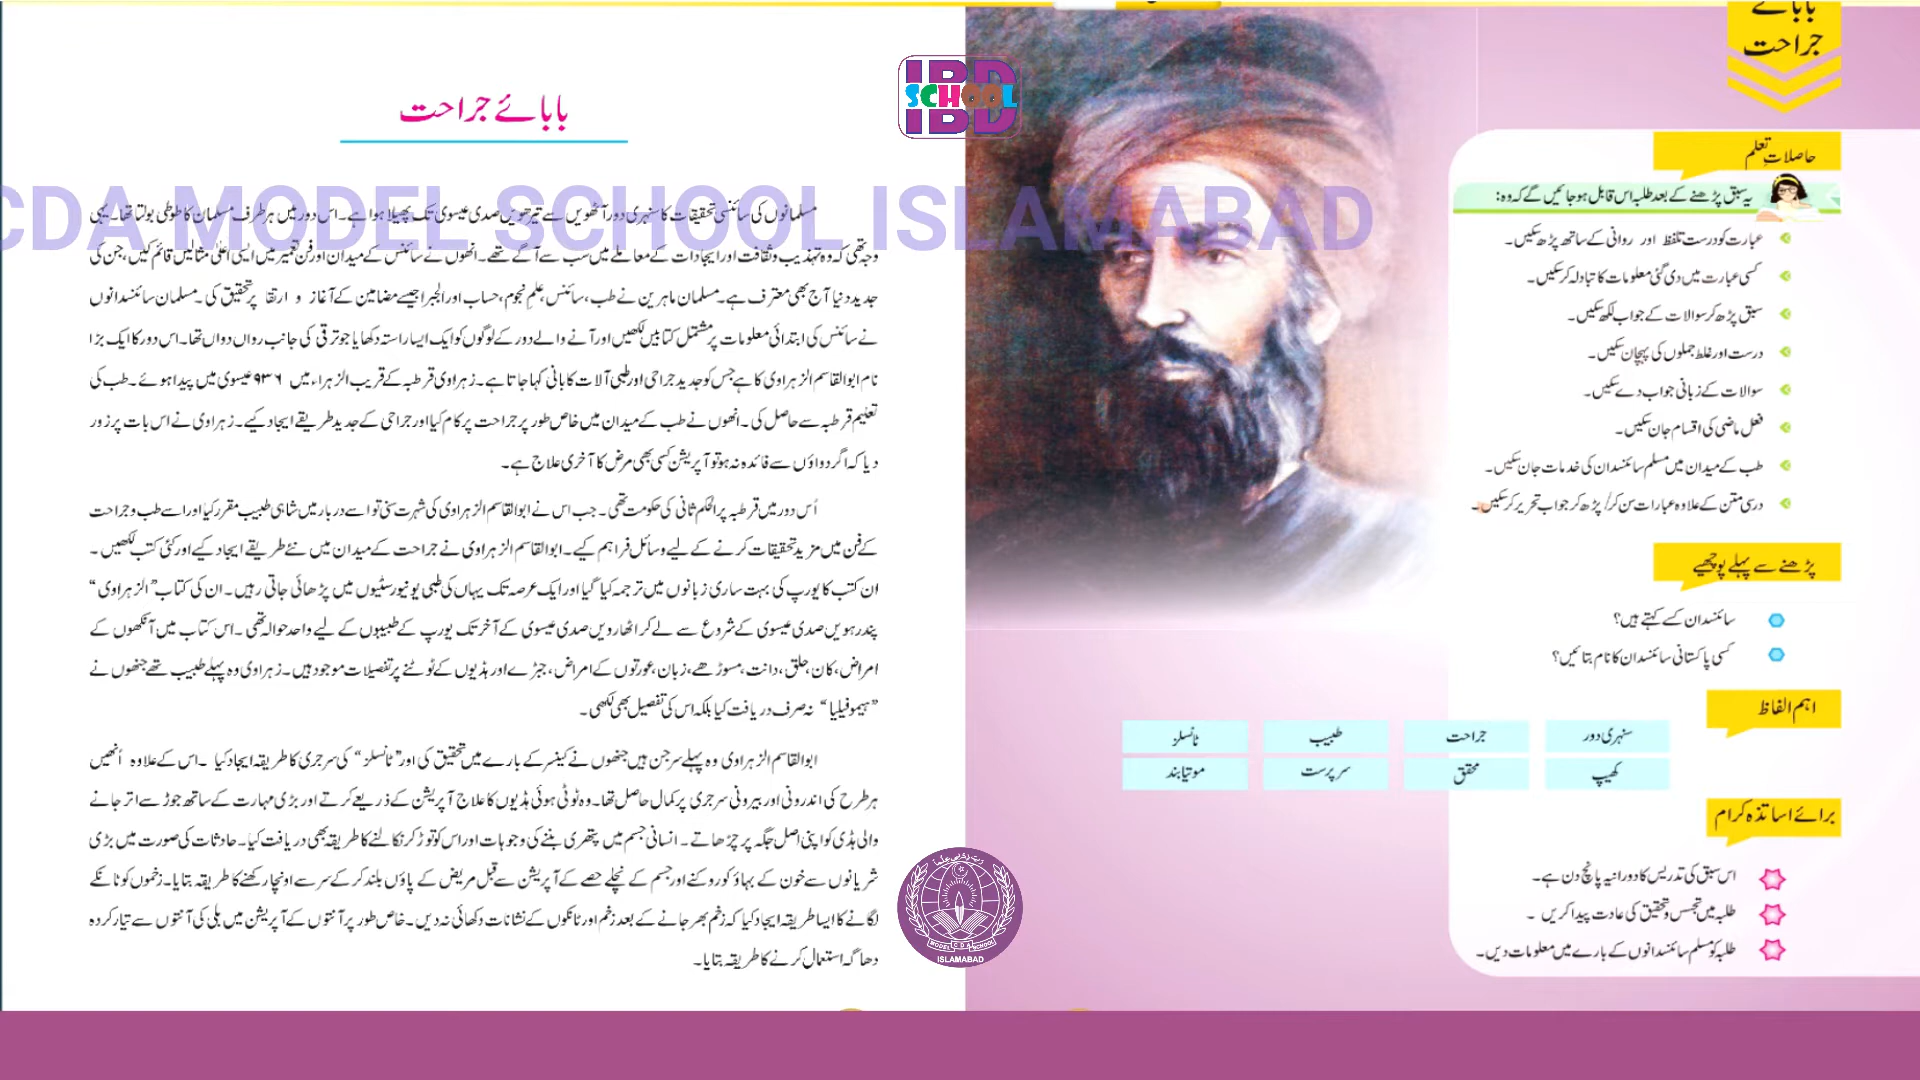 بابائے
جراحت
حاصلاتِ تعلم
یہ سبق پڑھنے کے بعد طلبہ اس قابل ہو جائیں گے کہ وہ:
عبارت کو درست تلفظ اور روانی کے ساتھ پڑھ سکیں۔
کسی عبارت میں دی گئی معلومات کا تبادلہ کر سکیں۔
سبق پڑھ کر سوالات کے جواب لکھ سکیں۔
درست اور غلط جملوں کی پہچان سکیں۔
سوالات کے زبانی جواب دے سکیں۔
فعل ماضی کی اقسام جان سکیں۔
طب کے میدان میں مسلم سائنسدان کی خدمات جان سکیں۔
درسی متن کے علاوہ عبارات سن کر/ پڑھ کر جواب تحریر کر سکیں۔
پڑھنے سے پہلے پوچھیے
سائنسدان کسے کہتے ہیں؟
کسی پاکستانی سائنسدان کا نام بتائیں؟
اہم الفاظ
سنہری دور جراحت طبیب ٹانسلز
کھیپ محقق سرپرست موتیا بند
برائے اساتذہ کرام
اس سبق کی تدریس کا دورانیہ پانچ دن ہے۔
طلبہ میں تجسس و تحقیق کی عادت پیدا کریں ۔
طلبہ کو مسلم سائنسدانوں کے بارے میں معلومات دیں۔
IBD
SCHOOL
IBD
CDA MODEL SCHOOL ISLAMABAD
بابائے جراحت
مسلمانوں کی سائنسی تحقیقات کا سنہری دور آٹھویں سے تیرھویں صدی عیسوی تک پھیلا ہوا ہے۔ اس دور میں ہر طرف مسلمان کا طوطی بولتا تھا۔ یہی
وجہ تھی کہ وہ تہذیب و ثقافت اور ایجادات کے معاملے میں سب سے آگے تھے۔ انھوں نے سائنس کے میدان اور فن تعمیر میں ایسی اعلیٰ مثالیں قائم کیں، جن کی
جدید دنیا آج بھی معترف ہے۔ مسلمان ماہرین نے طب، سائنس، علمِ نجوم، حساب اور الجبرا جیسے مضامین کے آغاز و ارتقا پر تحقیق کی۔ مسلمان سائنسدانوں
نے سائنس کی ابتدائی معلومات پر مشتمل کتابیں لکھیں اور آنے والے دور کے لوگوں کو ایک ایسا راستہ دکھایا جو ترقی کی جانب رواں دواں تھا۔ اس دور کا ایک بڑا
نام ابوالقاسم الزہراوی کا ہے جس کو جدید جراحی اور طبی آلات کا بانی کہا جاتا ہے۔ زہراوی قرطبہ کے قریب الزہراء میں ۹۳۶ عیسوی میں پیدا ہوئے۔ طب کی
تعلیم قرطبہ سے حاصل کی۔ انھوں نے طب کے میدان میں خاص طور پر جراحت پر کام کیا اور جراحی کے جدید طریقے ایجاد کیے۔ زہراوی نے اس بات پر زور
دیا کہ اگر دواؤں سے فائدہ نہ ہو تو آپریشن کسی بھی مرض کا آخری علاج ہے۔
اُس دور میں قرطبہ پر الحکم ثانی کی حکومت تھی۔ جب اس نے ابوالقاسم الزہراوی کی شہرت سنی تو اسے دربار میں شاہی طبیب مقرر کیا اور اسے طب و جراحت
کے فن میں مزید تحقیقات کرنے کے لیے وسائل فراہم کیے۔ ابوالقاسم الزہراوی نے جراحت کے میدان میں نئے طریقے ایجاد کیے اور کئی کتب لکھیں۔
ان کتب کا یورپ کی بہت ساری زبانوں میں ترجمہ کیا گیا اور ایک عرصہ تک یہاں کی طبی یونیورسٹیوں میں پڑھائی جاتی رہیں۔ ان کی کتاب ”الزہراوی“
پندرہویں صدی عیسوی کے شروع سے لے کر اٹھارویں صدی عیسوی کے آخر تک یورپ کے طبیبوں کے لیے واحد حوالہ تھی۔ اس کتاب میں آنکھوں کے
امراض، کان، حلق، دانت، مسوڑھے، زبان، عورتوں کے امراض، جبڑے اور ہڈیوں کے ٹوٹنے پر تفصیلات موجود ہیں۔ زہراوی وہ پہلے طبیب تھے جنھوں نے
”ہیموفیلیا“ نہ صرف دریافت کیا بلکہ اس کی تفصیل بھی لکھی۔
ابوالقاسم الزہراوی وہ پہلے سرجن ہیں جنھوں نے کینسر کے بارے میں تحقیق کی اور ”ٹانسلز“ کی سرجری کا طریقہ ایجاد کیا ۔ اس کے علاوہ اُنھیں
ہر طرح کی اندرونی اور بیرونی سرجری پر کمال حاصل تھا۔ وہ ٹوٹی ہوئی ہڈیوں کا علاج آپریشن کے ذریعے کرتے اور بڑی مہارت کے ساتھ جوڑ سے اتر جانے
والی ہڈی کو اپنی اصل جگہ پر چڑھاتے۔ انسانی جسم میں پتھری بننے کی وجوہات اور اس کو توڑ کر نکالنے کا طریقہ بھی دریافت کیا۔ حادثات کی صورت میں بڑی
شریانوں سے خون کے بہاؤ کو روکنے اور جسم کے نچلے حصے کے آپریشن سے قبل مریض کے پاؤں بلند کر کے سر سے اونچا رکھنے کا طریقہ بتایا۔ زخموں کو ٹانکے
لگانے کا ایسا طریقہ ایجاد کیا کہ زخم بھر جانے کے بعد زخم اور ٹانکوں کے نشانات دکھائی نہ دیں۔ خاص طور پر آنتوں کے آپریشن میں بلی کی آنتوں سے تیار کردہ
دھاگہ استعمال کرنے کا طریقہ بتایا۔
MODEL CDA SCHOOL
ISLAMABAD